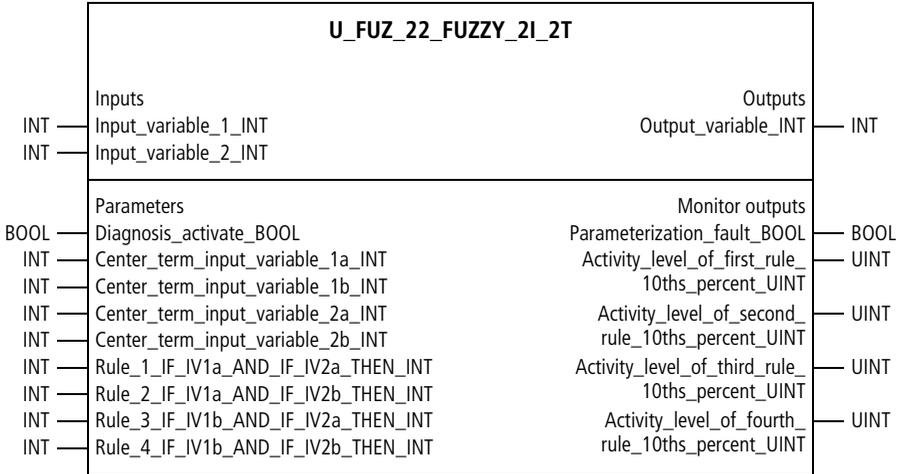 U_FUZ_22_FUZZY_2I_2T
Inputs Outputs
INT Input_variable_1_INT Output_variable_INT INT
INT Input_variable_2_INT
Parameters Monitor outputs
BOOL Diagnosis_activate_BOOL Parameterization_fault_BOOL BOOL
INT Center_term_input_variable_1a_INT Activity_level_of_first_rule_ UINT
INT Center_term_input_variable_1b_INT 10ths_percent_UINT
INT Center_term_input_variable_2a_INT Activity_level_of_second_ UINT
INT Center_term_input_variable_2b_INT rule_10ths_percent_UINT
INT Rule_1_IF_IV1a_AND_IF_IV2a_THEN_INT Activity_level_of_third_rule_ UINT
INT Rule_2_IF_IV1a_AND_IF_IV2b_THEN_INT 10ths_percent_UINT
INT Rule_3_IF_IV1b_AND_IF_IV2a_THEN_INT Activity_level_of_fourth_ UINT
INT Rule_4_IF_IV1b_AND_IF_IV2b_THEN_INT rule_10ths_percent_UINT